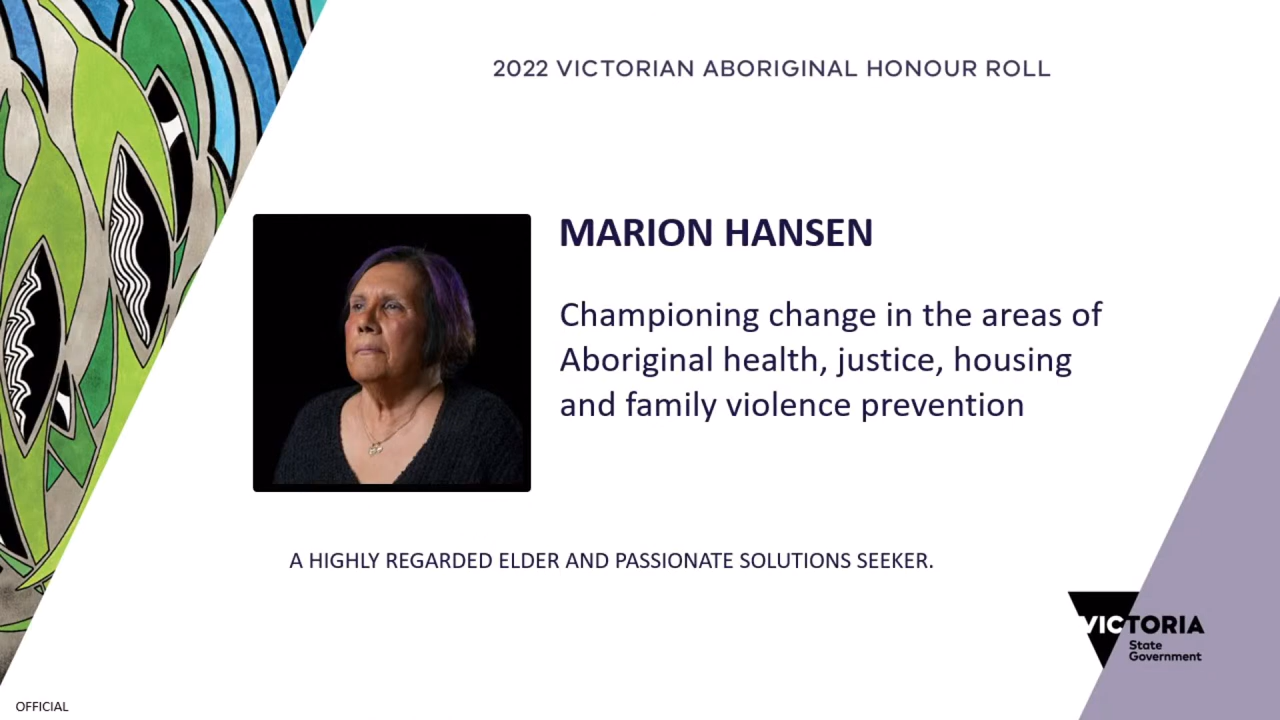 2022 VICTORIAN ABORIGINAL HONOUR ROLL
MARION HANSEN
Championing change in the areas of
Aboriginal health, justice, housing
and family violence prevention
A HIGHLY REGARDED ELDER AND PASSIONATE SOLUTIONS SEEKER.
VICTORIA
State
Government
OFFICIAL